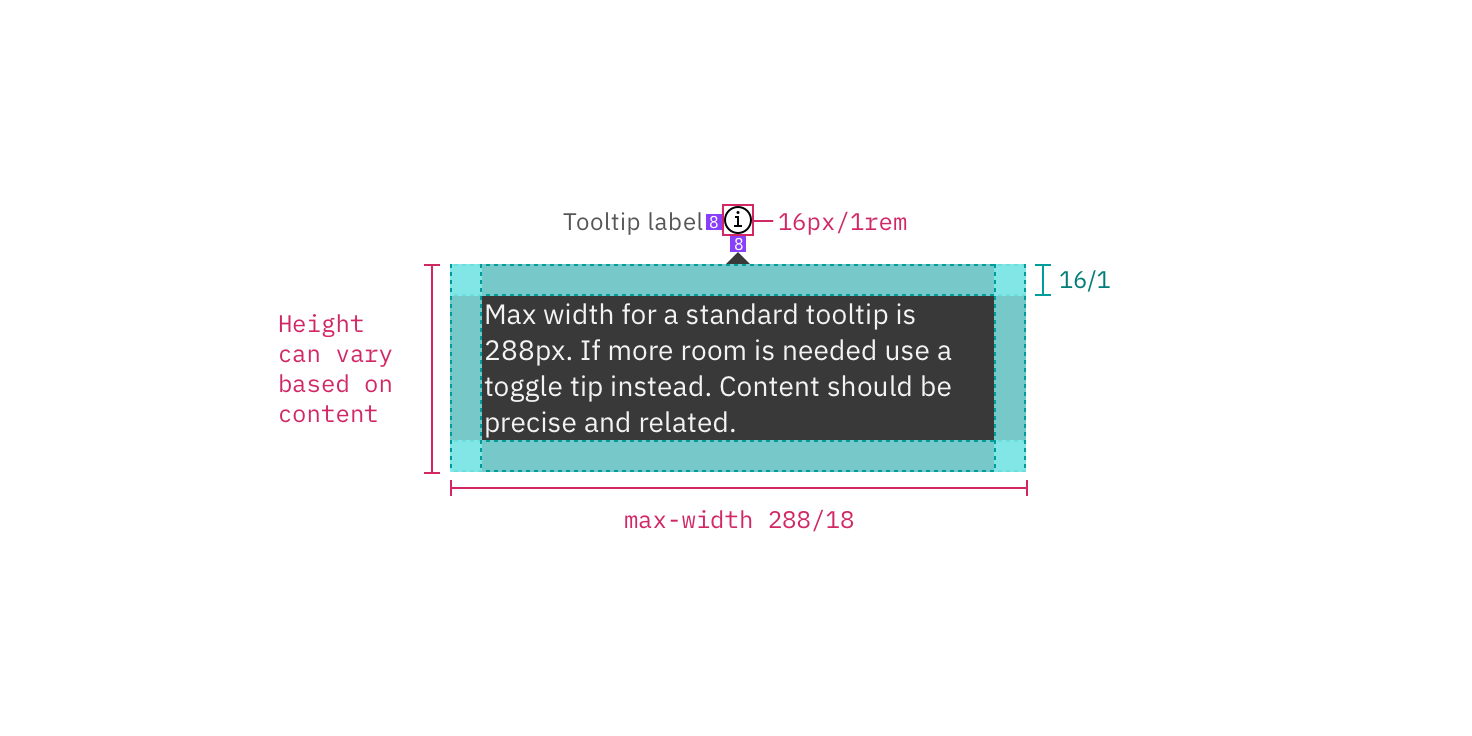 Tooltip label 8 i 16px/1rem
8
16/1
Height
can vary
based on
content
Max width for a standard tooltip is
288px. If more room is needed use a
toggle tip instead. Content should be
precise and related.
max-width 288/18